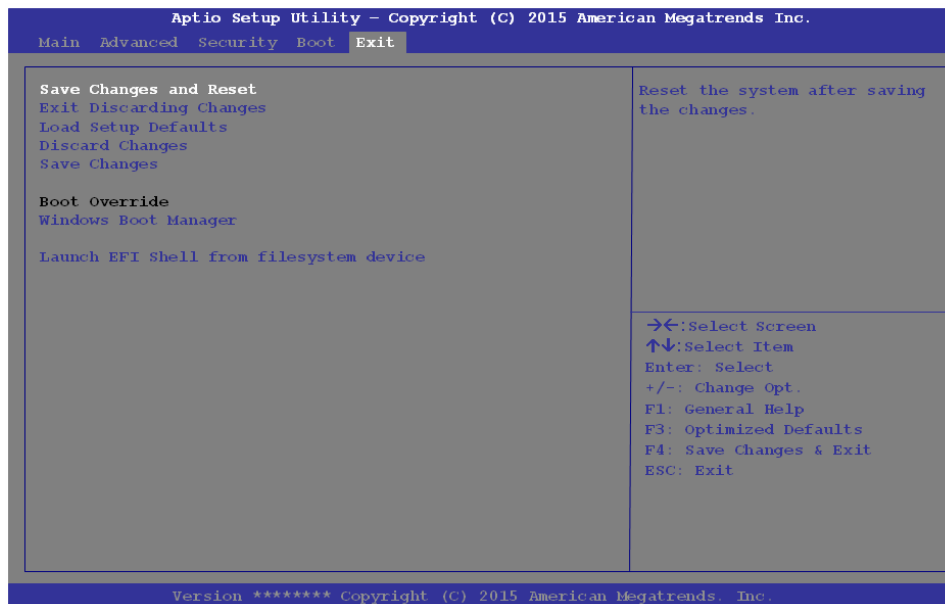 Aptio Setup Utility – Copyright (C) 2015 American Megatrends Inc.
Main Advanced Security Boot Exit
Save Changes and Reset
Exit Discarding Changes
Load Setup Defaults
Discard Changes
Save Changes
Boot Override
Windows Boot Manager
Launch EFI Shell from filesystem device
Reset the system after saving
the changes.
→←:Select Screen
↑↓:Select Item
Enter: Select
+/-: Change Opt.
F1: General Help
F3: Optimized Defaults
F4: Save Changes & Exit
ESC: Exit
Version ******** Copyright (C) 2015 American Megatrends. Inc.